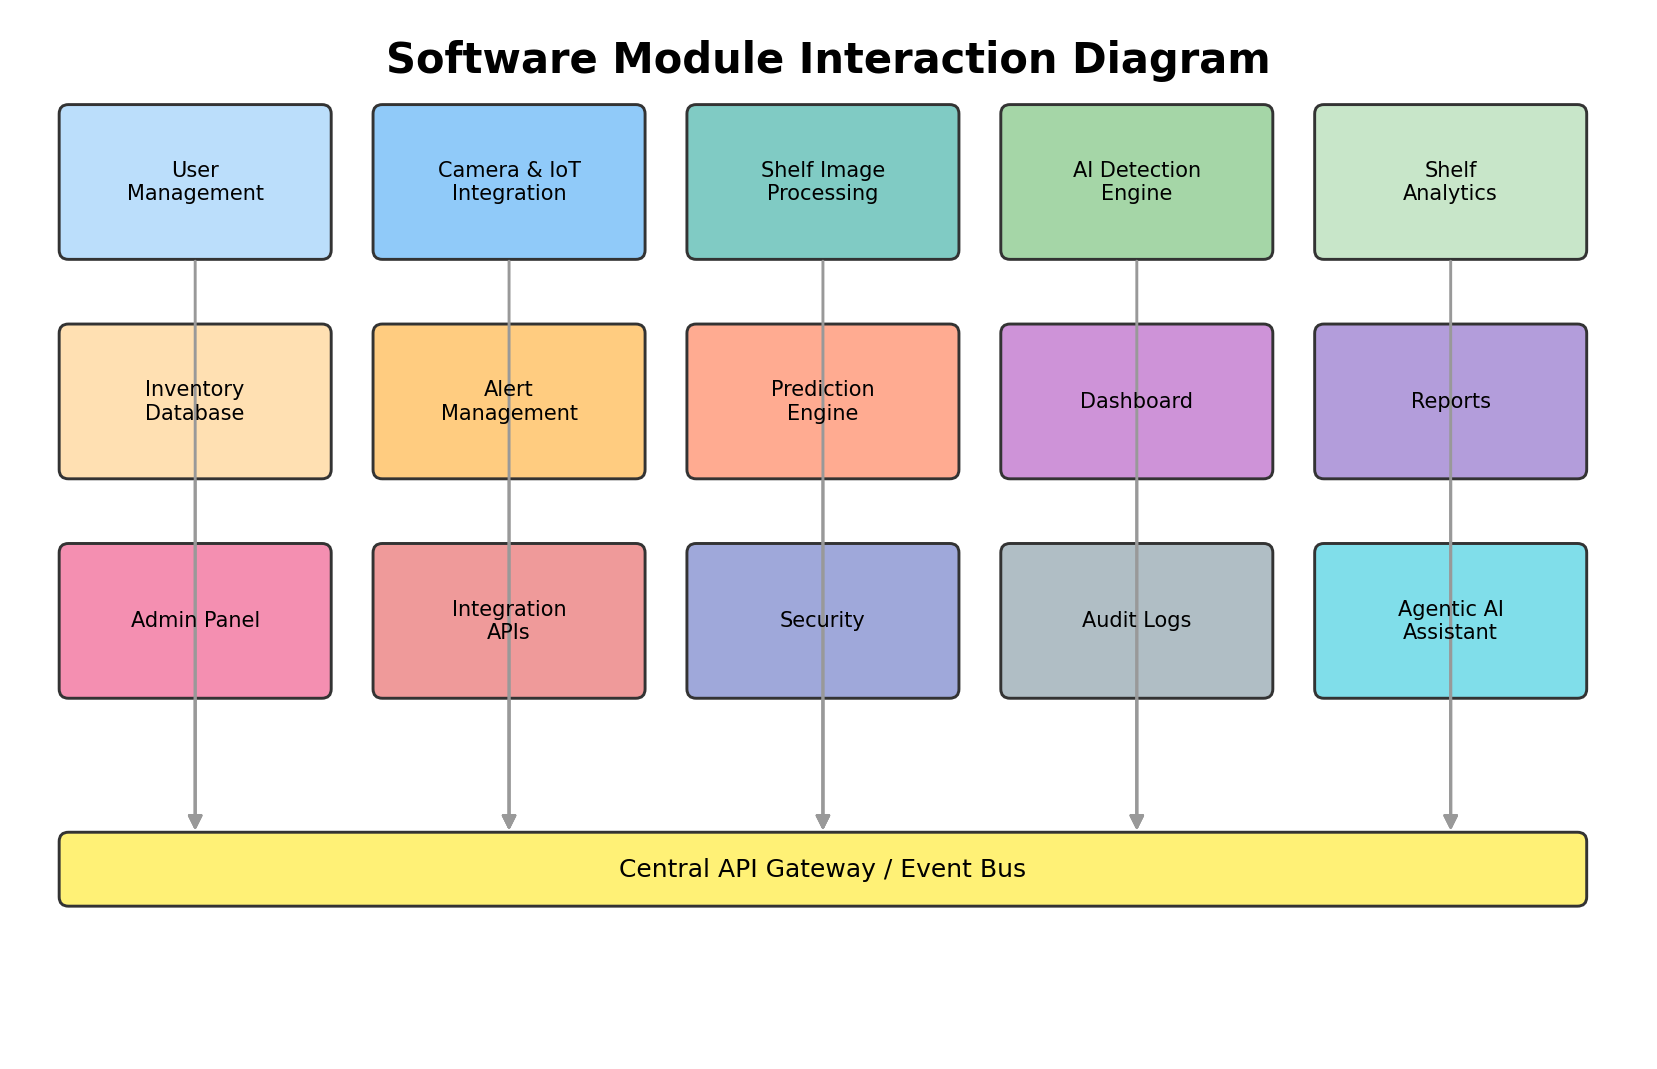 Software Module Interaction Diagram
User
Management
Camera & IoT
Integration
Shelf Image
Processing
AI Detection
Engine
Shelf
Analytics
Inventory
Database
Alert
Management
Prediction
Engine
Dashboard
Reports
Admin Panel
Integration
APIs
Security
Audit Logs
Agentic AI
Assistant
Central API Gateway / Event Bus